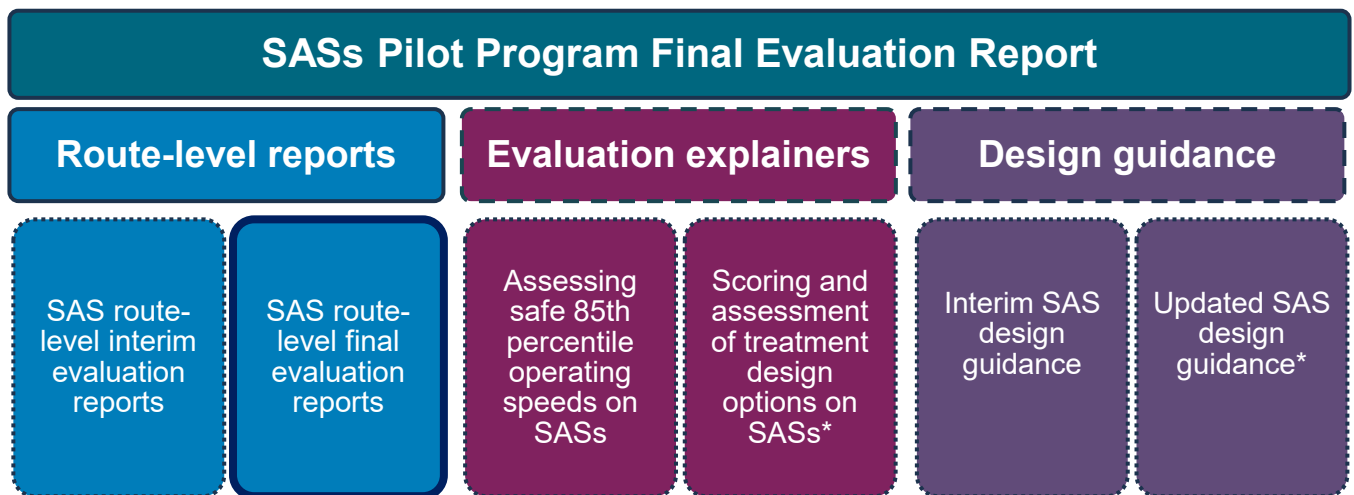 SASs Pilot Program Final Evaluation Report
Route-level reports
Evaluation explainers
Design guidance
SAS route-
level interim
evaluation
reports
SAS route-
level final
evaluation
reports
Assessing
safe 85th
percentile
operating
speeds on
SASs
Scoring and
assessment
of treatment
design
options on
SASs*
Interim SAS
design
guidance
Updated SAS
design
guidance*